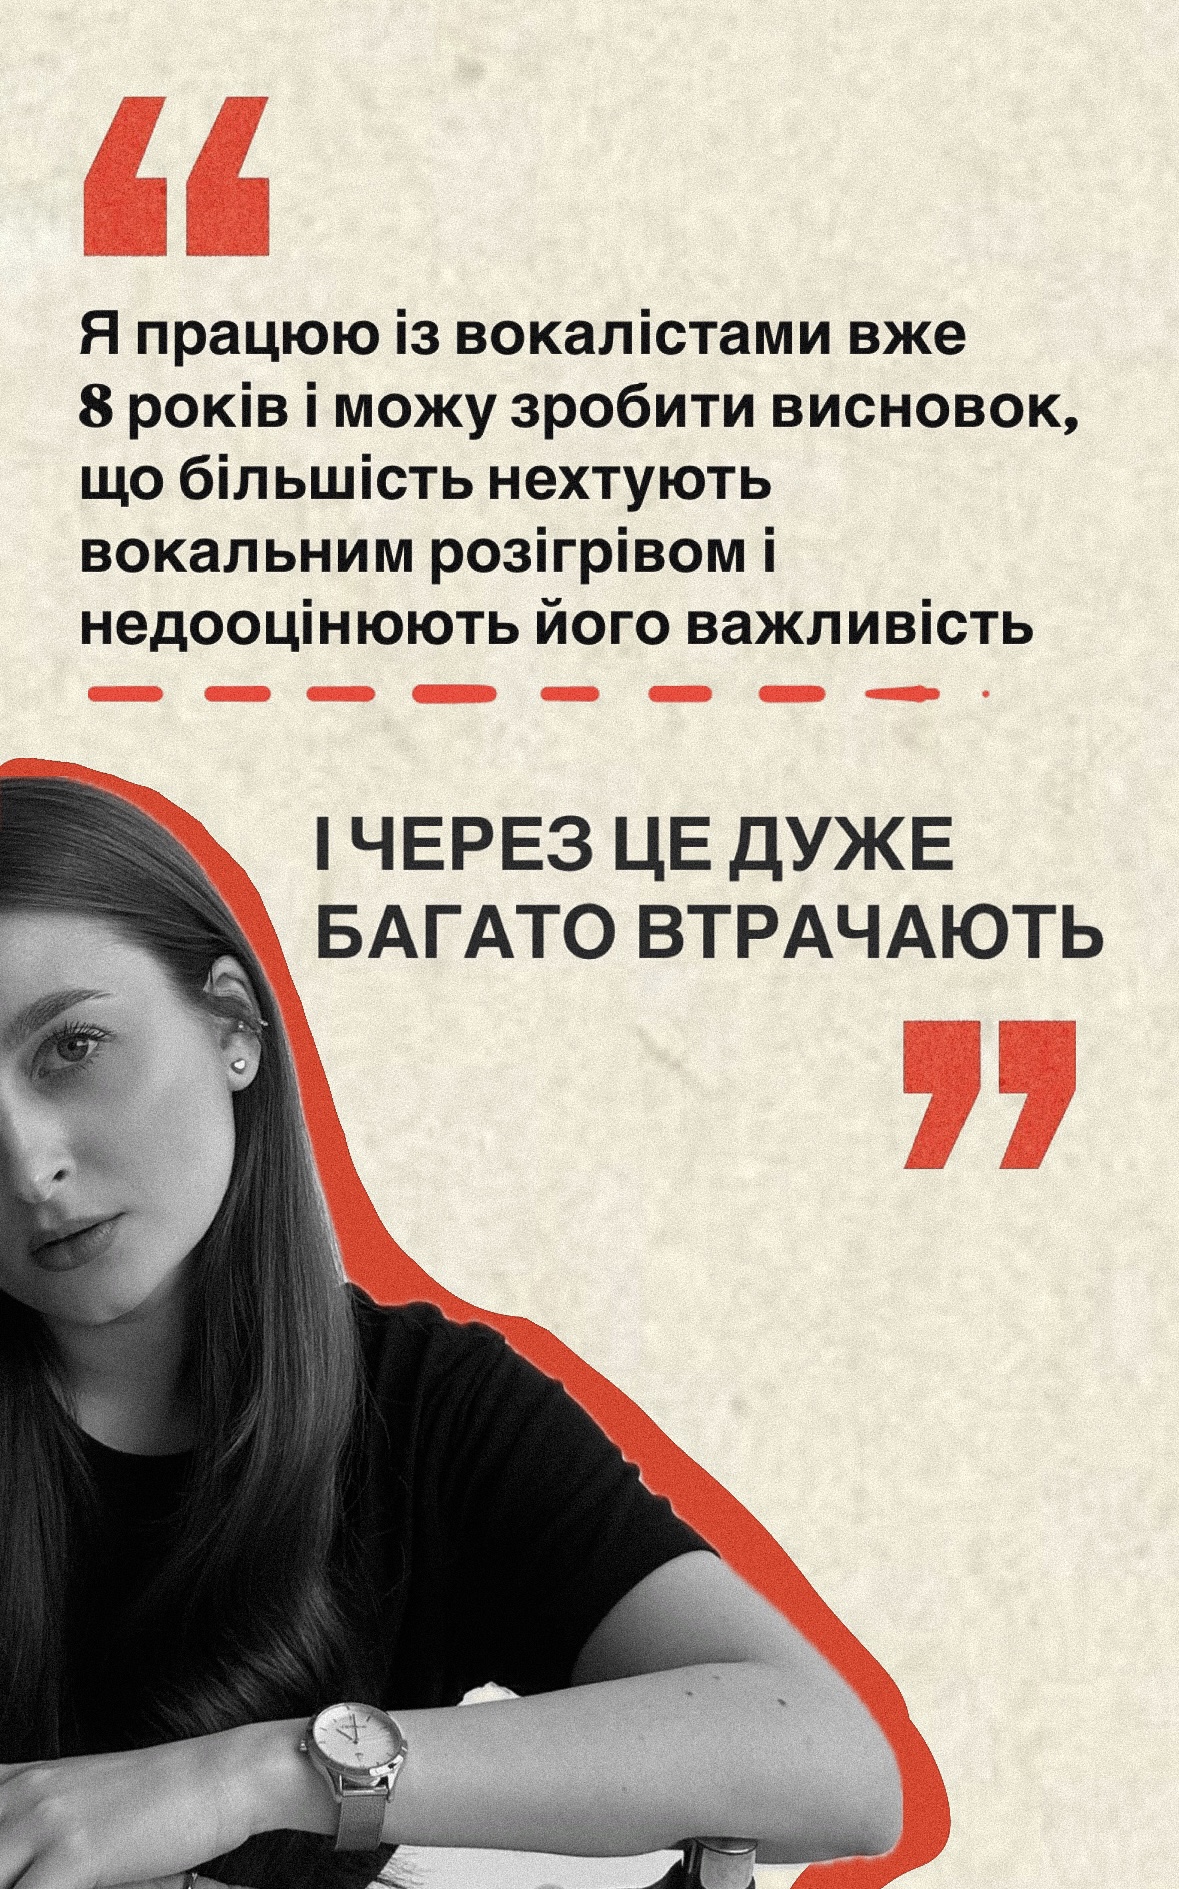 “
Я працюю із вокалістами вже
8 років і можу зробити висновок,
що більшість нехтують
вокальним розігрівом і
недооцінюють його важливість
І ЧЕРЕЗ ЦЕ ДУЖЕ
БАГАТО ВТРАЧАЮТЬ
”